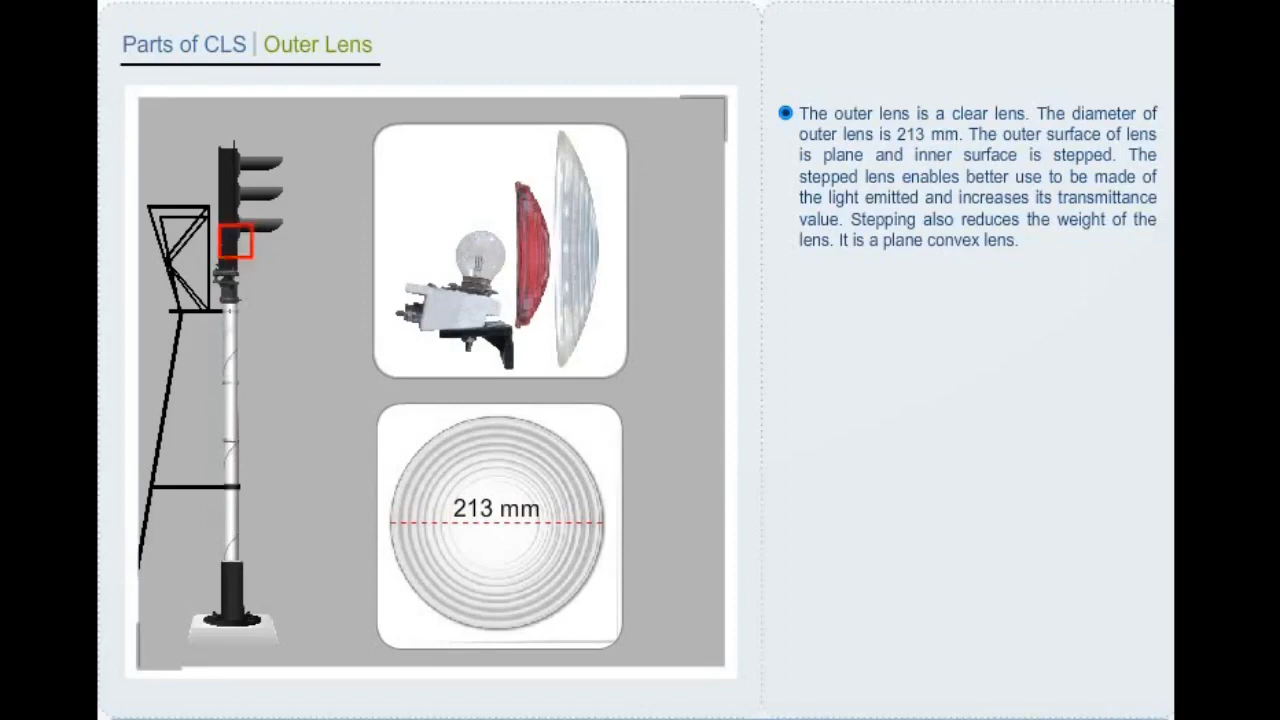 Parts of CLS | Outer Lens
The outer lens is a clear lens. The diameter of
outer lens is 213 mm. The outer surface of lens
is plane and inner surface is stepped. The
stepped lens enables better use to be made of
the light emitted and increases its transmittance
value. Stepping also reduces the weight of the
lens. It is a plane convex lens.
213 mm